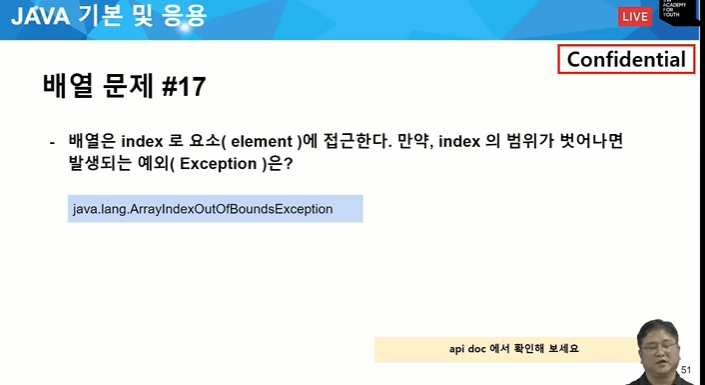 JAVA 기본 및 응용
LIVE
ACADEMY
FOR
YOUTH
Confidential
배열 문제 #17
- 배열은 index 로 요소( element )에 접근한다. 만약, index 의 범위가 벗어나면
발생되는 예외( Exception )은?
java.lang.ArrayIndexOutOfBoundsException
api doc 에서 확인해 보세요
51